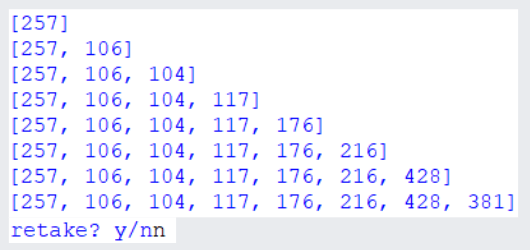 [257]
[257, 106]
[257, 106, 104]
[257, 106, 104, 117]
[257, 106, 104, 117, 176]
[257, 106, 104, 117, 176, 216]
[257, 106, 104, 117, 176, 216, 428]
[257, 106, 104, 117, 176, 216, 428, 381]
retake? y/nn